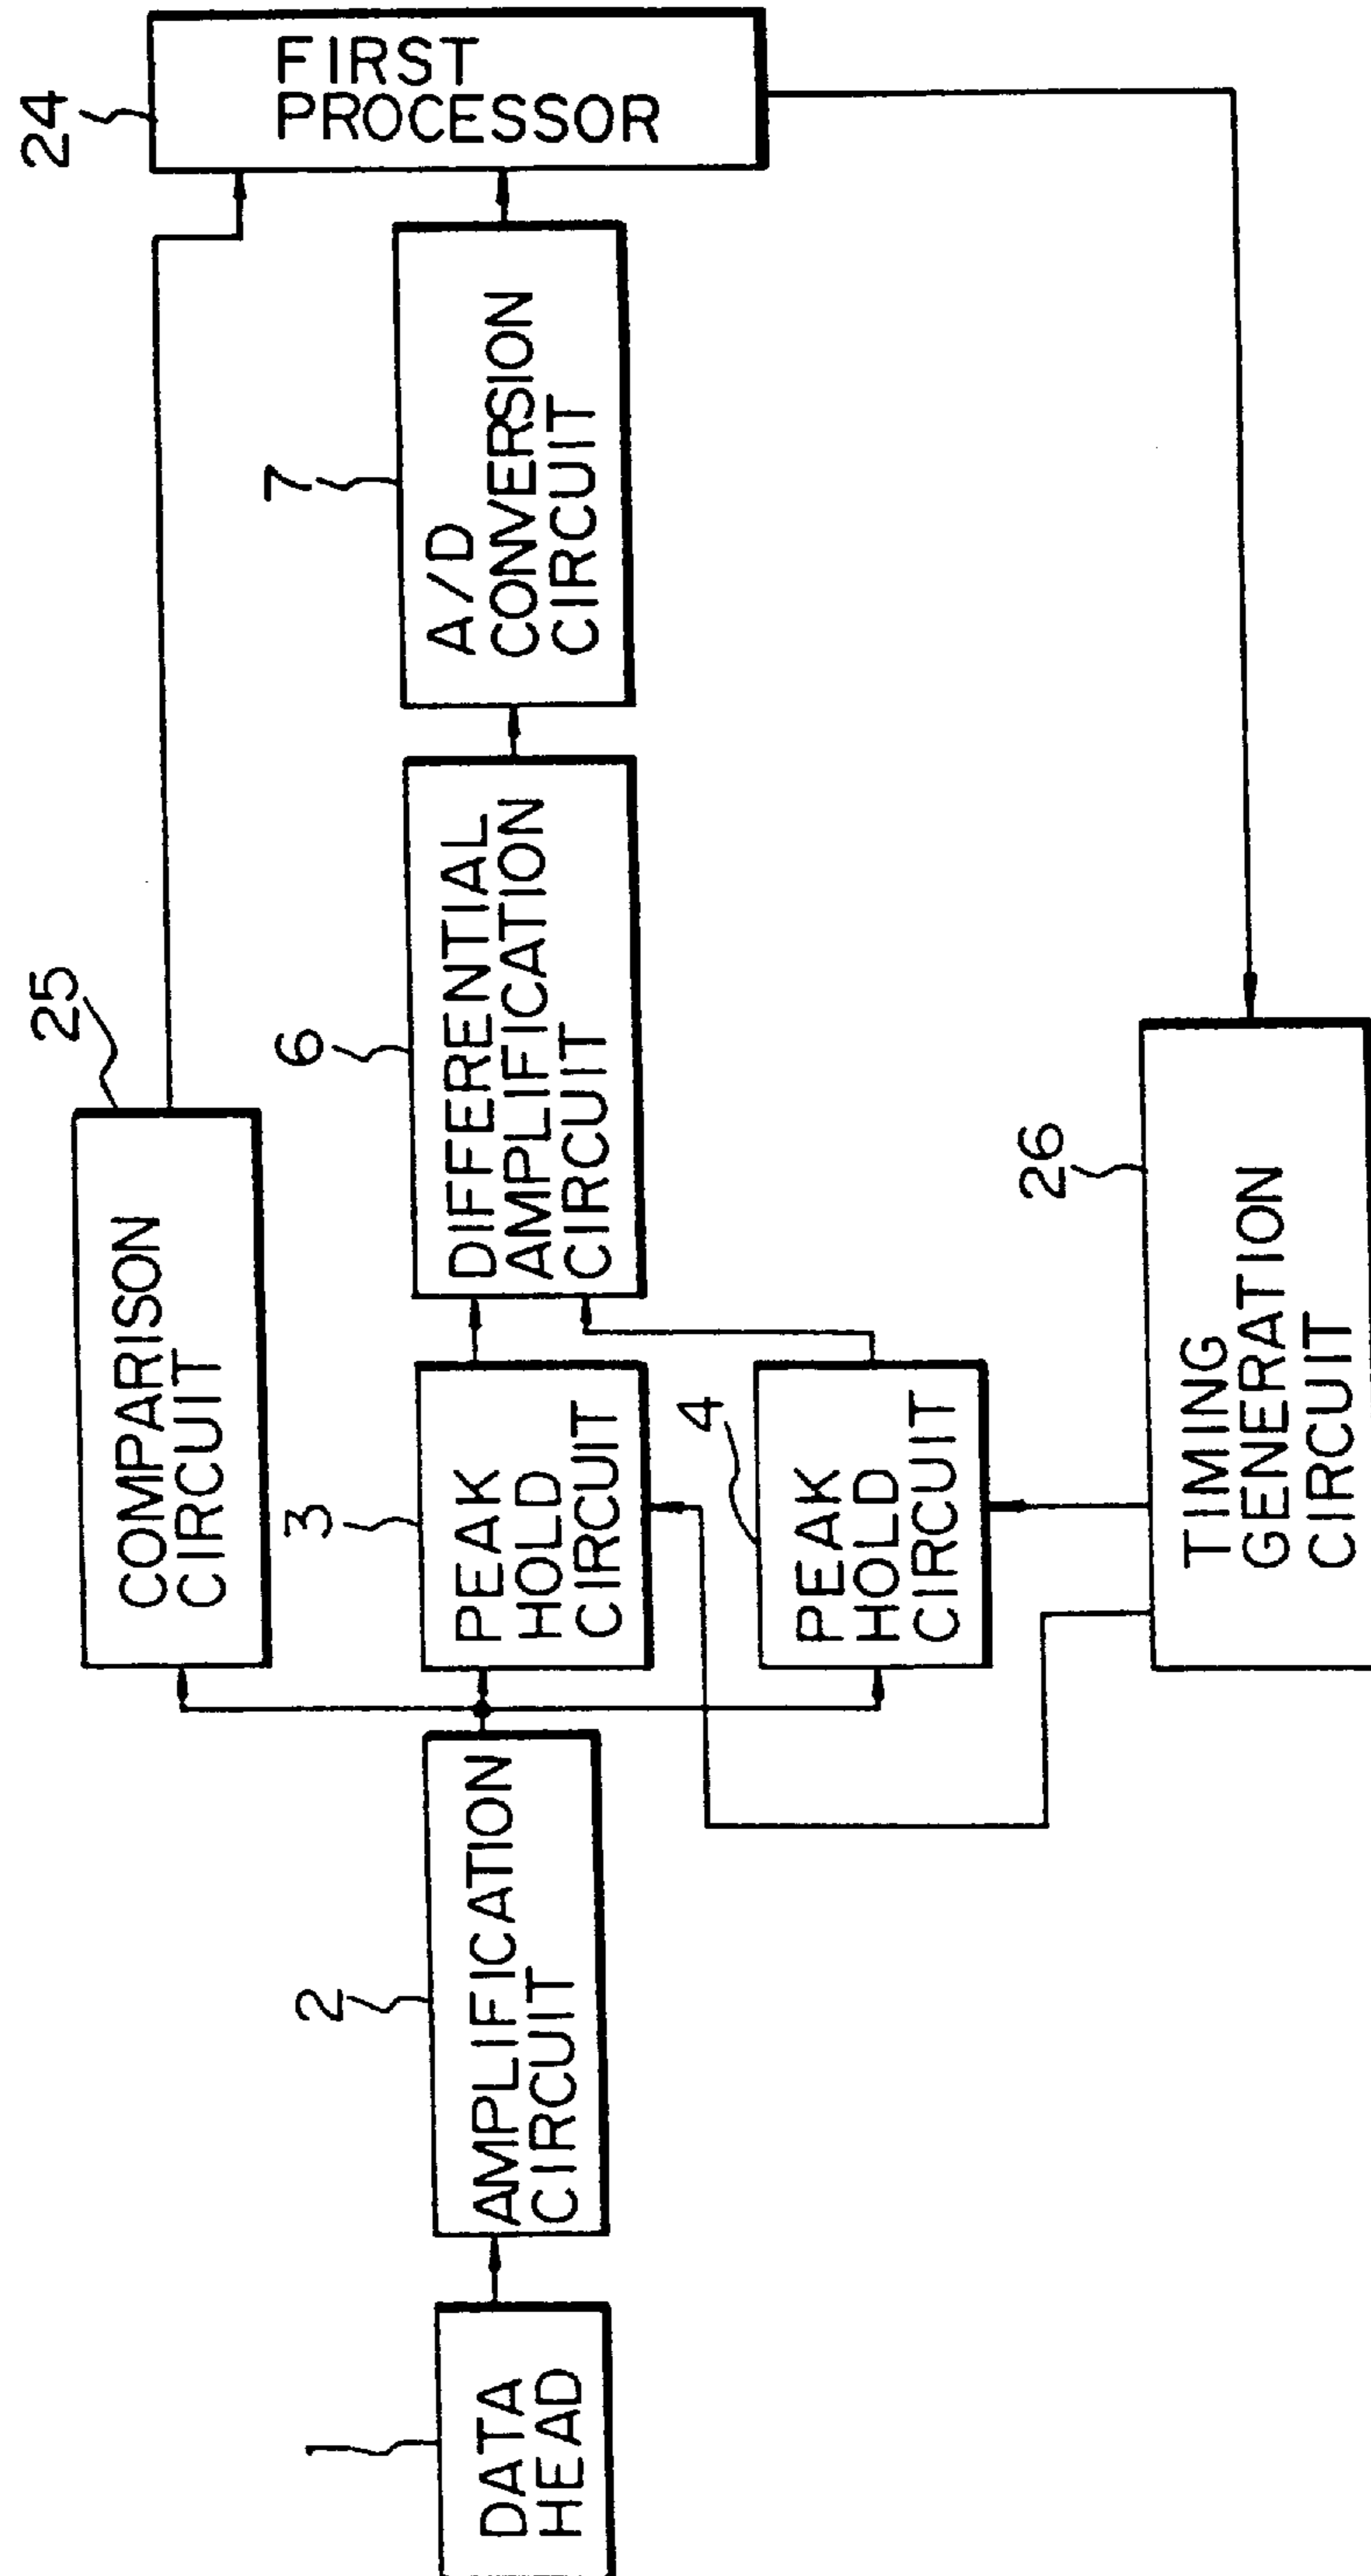 1
DATA
HEAD
2
AMPLIFICATION
CIRCUIT
25
COMPARISON
CIRCUIT
3
PEAK
HOLD
CIRCUIT
4
PEAK
HOLD
CIRCUIT
6
DIFFERENTIAL
AMPLIFICATION
CIRCUIT
7
A/D
CONVERSION
CIRCUIT
24
FIRST
PROCESSOR
26
TIMING
GENERATION
CIRCUIT